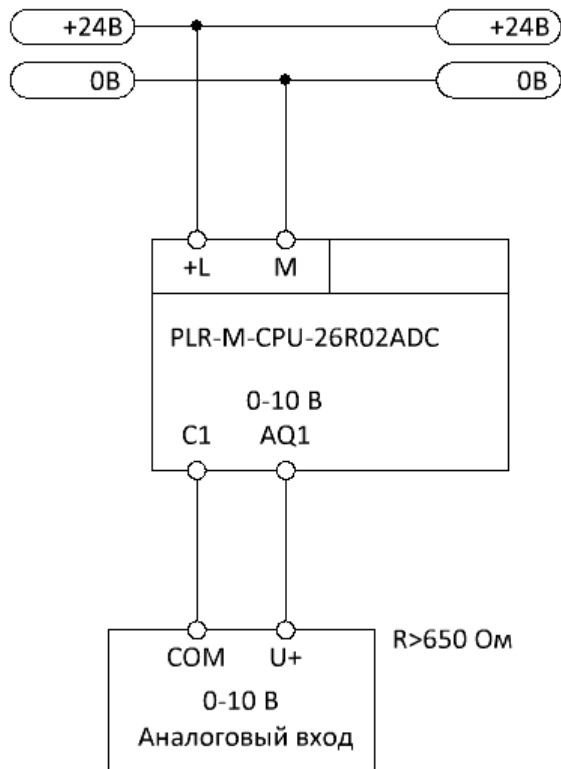 +24В +24В
0В 0В
+L M
PLR-M-CPU-26R02ADC
0-10 В
C1 AQ1
COM U+
R>650 Ом
0-10 В
Аналоговый вход